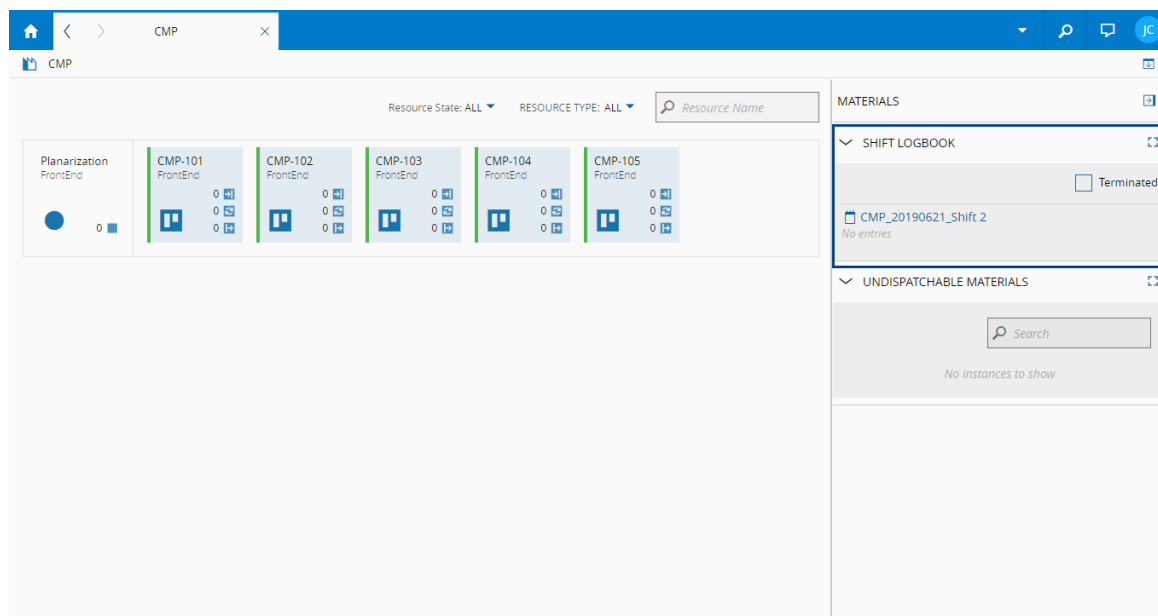 CMP
JC
CMP
Resource State: ALL
RESOURCE TYPE: ALL
Resource Name
Planarization
FrontEnd
0
CMP-101
FrontEnd
0
0
0
CMP-102
FrontEnd
0
0
0
CMP-103
FrontEnd
0
0
0
CMP-104
FrontEnd
0
0
0
CMP-105
FrontEnd
0
0
0
MATERIALS
SHIFT LOGBOOK
Terminated
CMP_20190621_Shift 2
No entries
UNDISPATCHABLE MATERIALS
Search
No instances to show